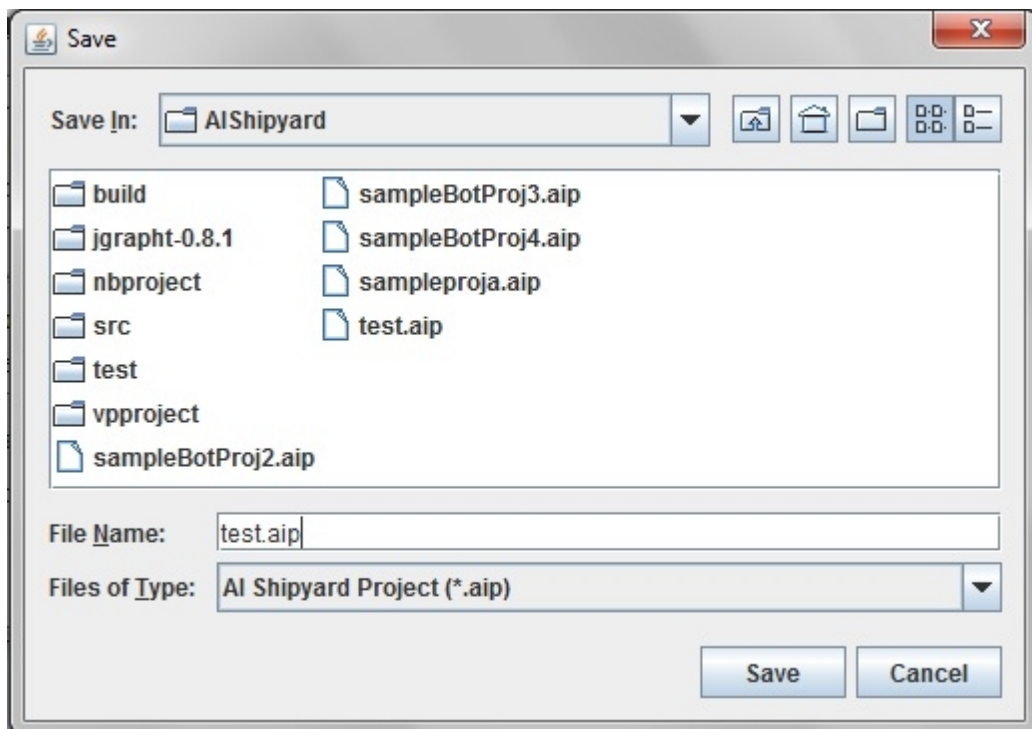 Save
Save In: AIShipyard
build
jgrapht-0.8.1
nbproject
src
test
vpproject
sampleBotProj2.aip
sampleBotProj3.aip
sampleBotProj4.aip
sampleproja.aip
test.aip
File Name: test.aip
Files of Type: AI Shipyard Project (*.aip)
Save Cancel